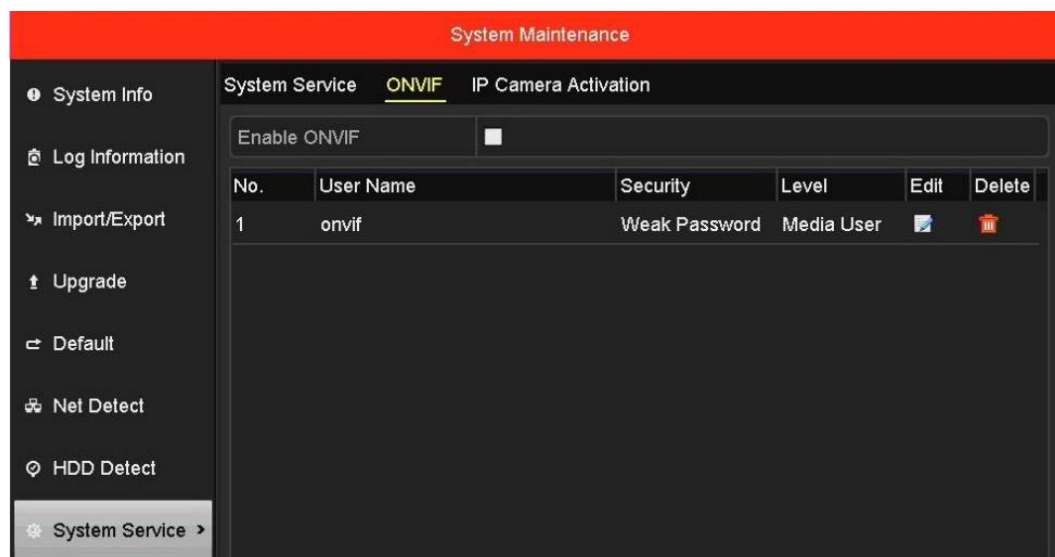 System Maintenance
System Info
Log Information
Import/Export
Upgrade
Default
Net Detect
HDD Detect
System Service >
System Service ONVIF IP Camera Activation
Enable ONVIF
No. User Name Security Level Edit Delete
1 onvif Weak Password Media User